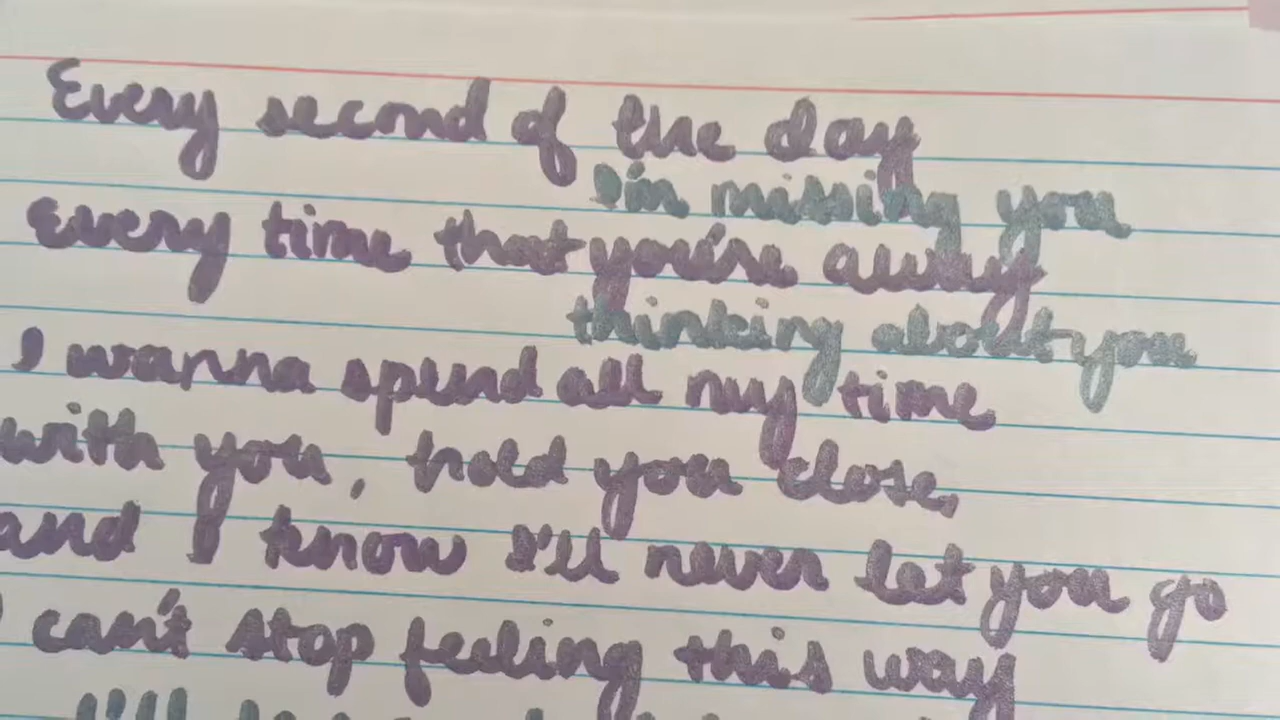 Every second of the day
I'm missing you
Every time that you're away
thinking about you
I wanna spend all my time
with you, hold you close,
and I know I'll never let you go
I can't stop feeling this way
I'll